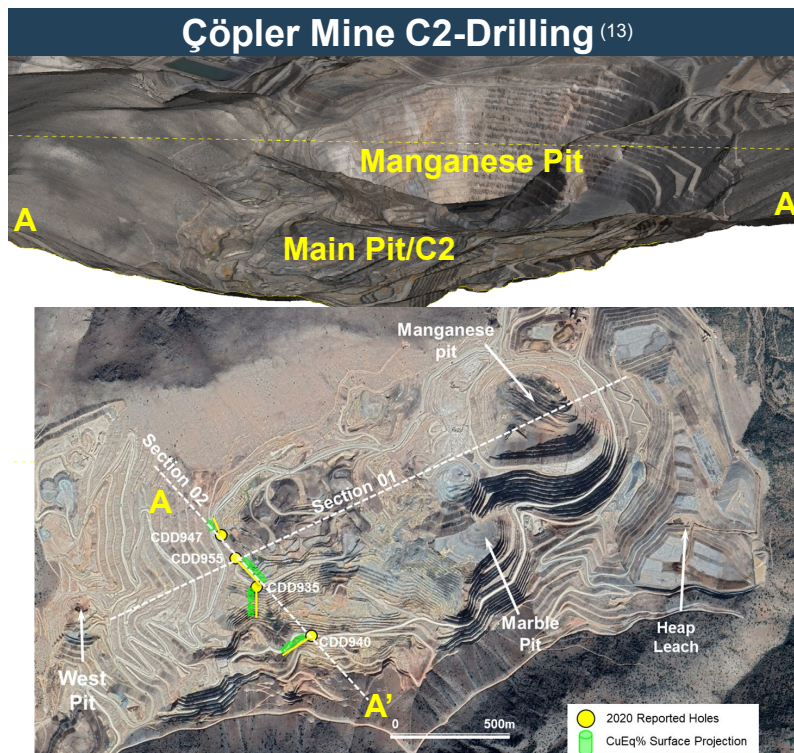 Çöpler Mine C2-Drilling (13)
Manganese Pit
A
A
Main Pit/C2
Manganese
pit
Section 02
Section 01
A
CDD947
CDD955
CDD935
CDD940
Marble
Pit
Heap
Leach
West
Pit
A'
0 500m
2020 Reported Holes
CuEq% Surface Projection